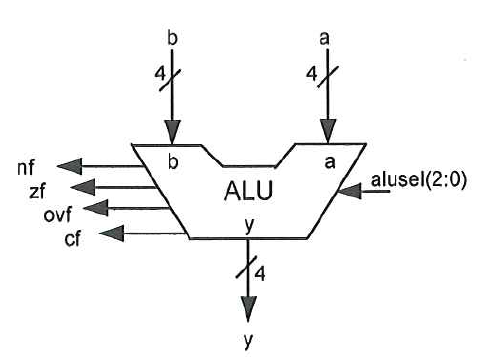 b a
4 4
b a
nf
zf
ovf
cf
ALU
alusel(2:0)
y
4
y